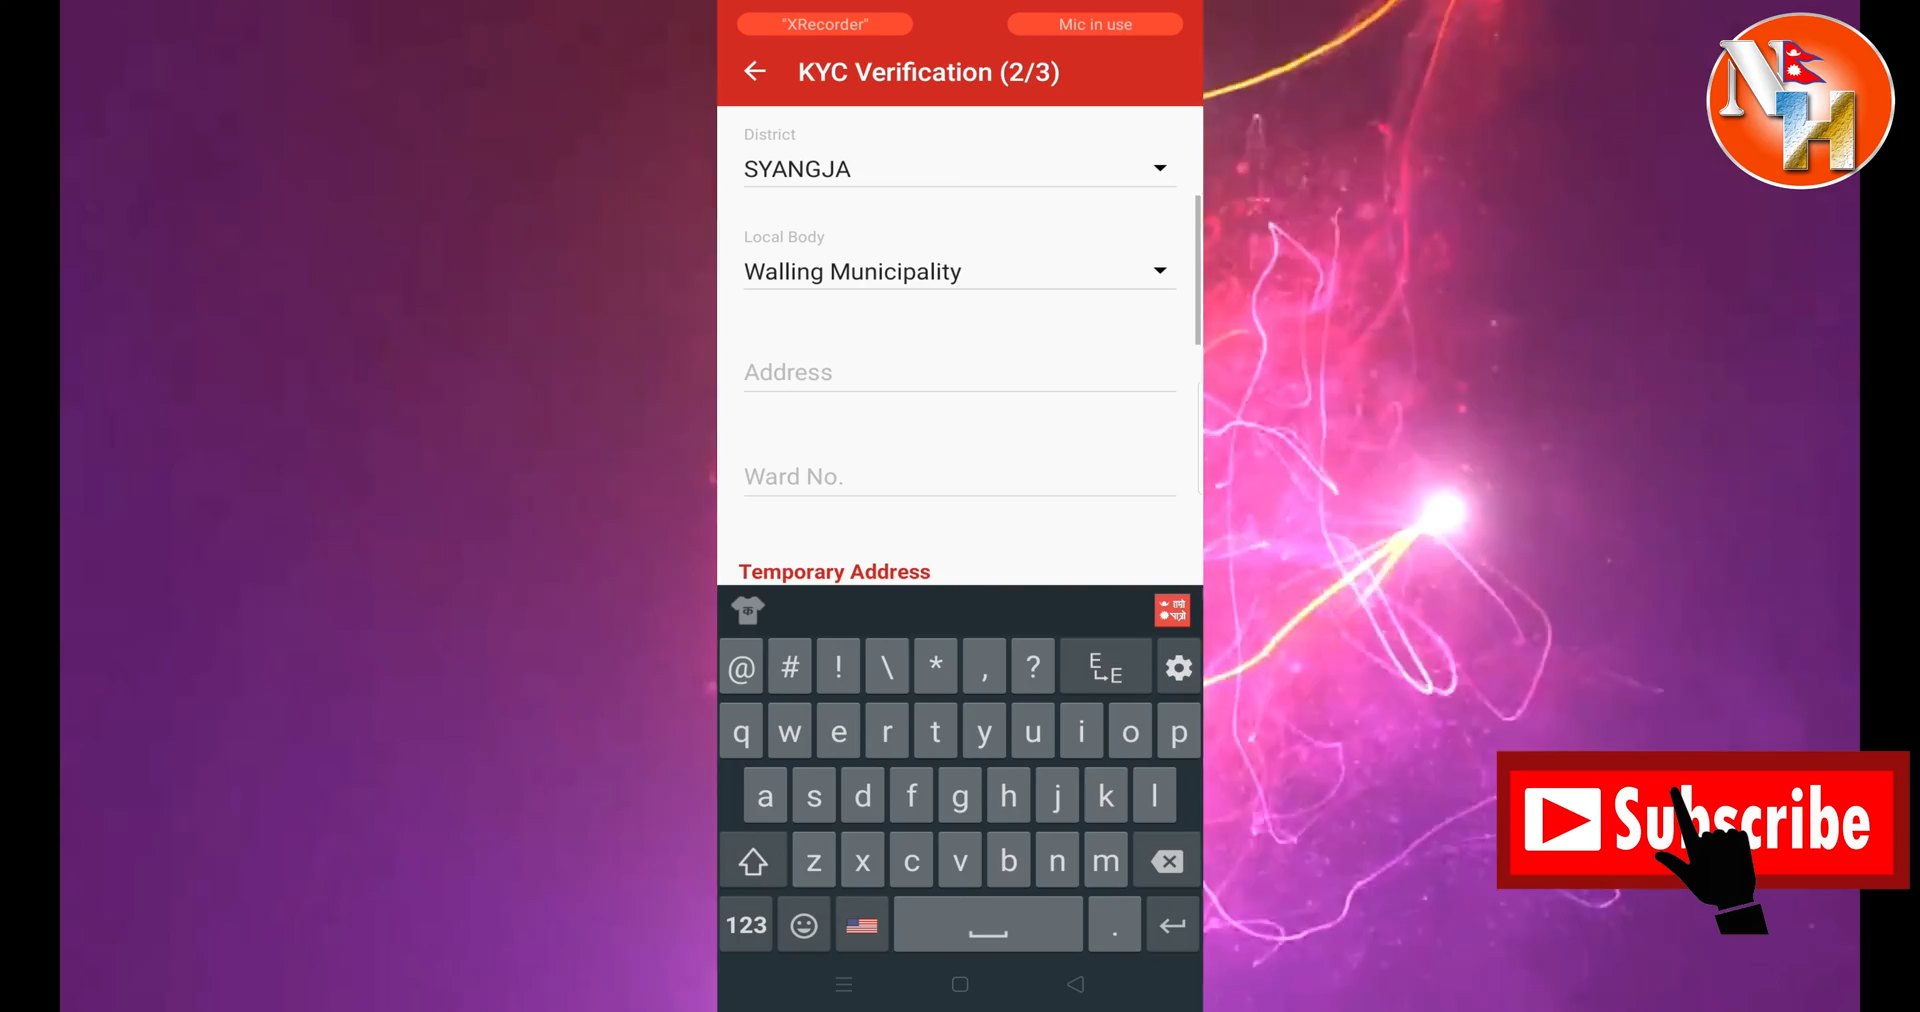 "XRecorder" Mic in use
KYC Verification (2/3)
District
SYANGJA
Local Body
Walling Municipality
Address
Ward No.
Temporary Address
क
हाम्रो
पात्रो
@ # ! \ * , ? E E
q w e r t y u i o p
a s d f g h j k l
z x c v b n m
123 .
NH
Subscribe